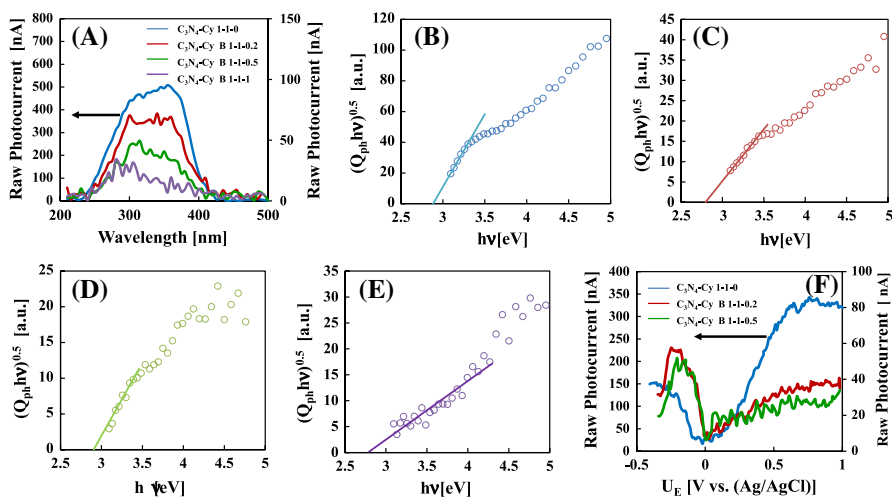 (A)
C₃N₄-Cy 1-1-0
C₃N₄-Cy B 1-1-0.2
C₃N₄-Cy B 1-1-0.5
C₃N₄-Cy B 1-1-1
Raw Photocurrent [nA]
800
700
600
500
400
300
200
100
0
150
100
50
0
Raw Photocurrent [nA]
200 300 400 500
Wavelength [nm]
(B)
(Qphhν)0.5 [a.u.]
120
100
80
60
40
20
0
2.5 3 3.5 4 4.5 5
hν[eV]
(C)
(Qphhν)0.5 [a.u.]
45
40
35
30
25
20
15
10
5
0
2.5 3 3.5 4 4.5 5
hν[eV]
(D)
(Qphhν)0.5 [a.u.]
25
20
15
10
5
0
2.5 3 3.5 4 4.5 5
h ν[eV]
(E)
(Qphhν)0.5 [a.u.]
35
30
25
20
15
10
5
0
2.5 3 3.5 4 4.5 5
hν[eV]
(F)
C₃N₄-Cy 1-1-0
C₃N₄-Cy B 1-1-0.2
C₃N₄-Cy B 1-1-0.5
Raw Photocurrent [nA]
400
350
300
250
200
150
100
50
0
100
80
60
40
20
0
Raw Photocurrent [ nA]
-0.5 0 0.5 1
UE [V vs. (Ag/AgCl)]